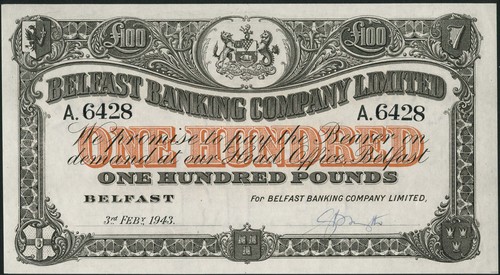 £100 £100
BELFAST BANKING COMPANY LIMITED
A.6428 A.6428
We promise to pay the Bearer on
ONE HUNDRED
demand at our Head Office, Belfast
ONE HUNDRED POUNDS
BELFAST For BELFAST BANKING COMPANY LIMITED,
3RD FEBY. 1943.